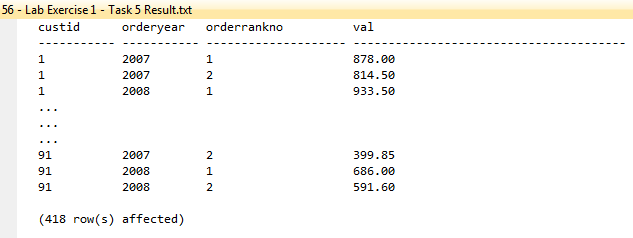 56 - Lab Exercise 1 - Task 5 Result.txt
custid orderyear orderrankno val
----------- ----------- -------------------- ---------------------------------------
1 2007 1 878.00
1 2007 2 814.50
1 2008 1 933.50
...
...
...
91 2007 2 399.85
91 2008 1 686.00
91 2008 2 591.60
(418 row(s) affected)